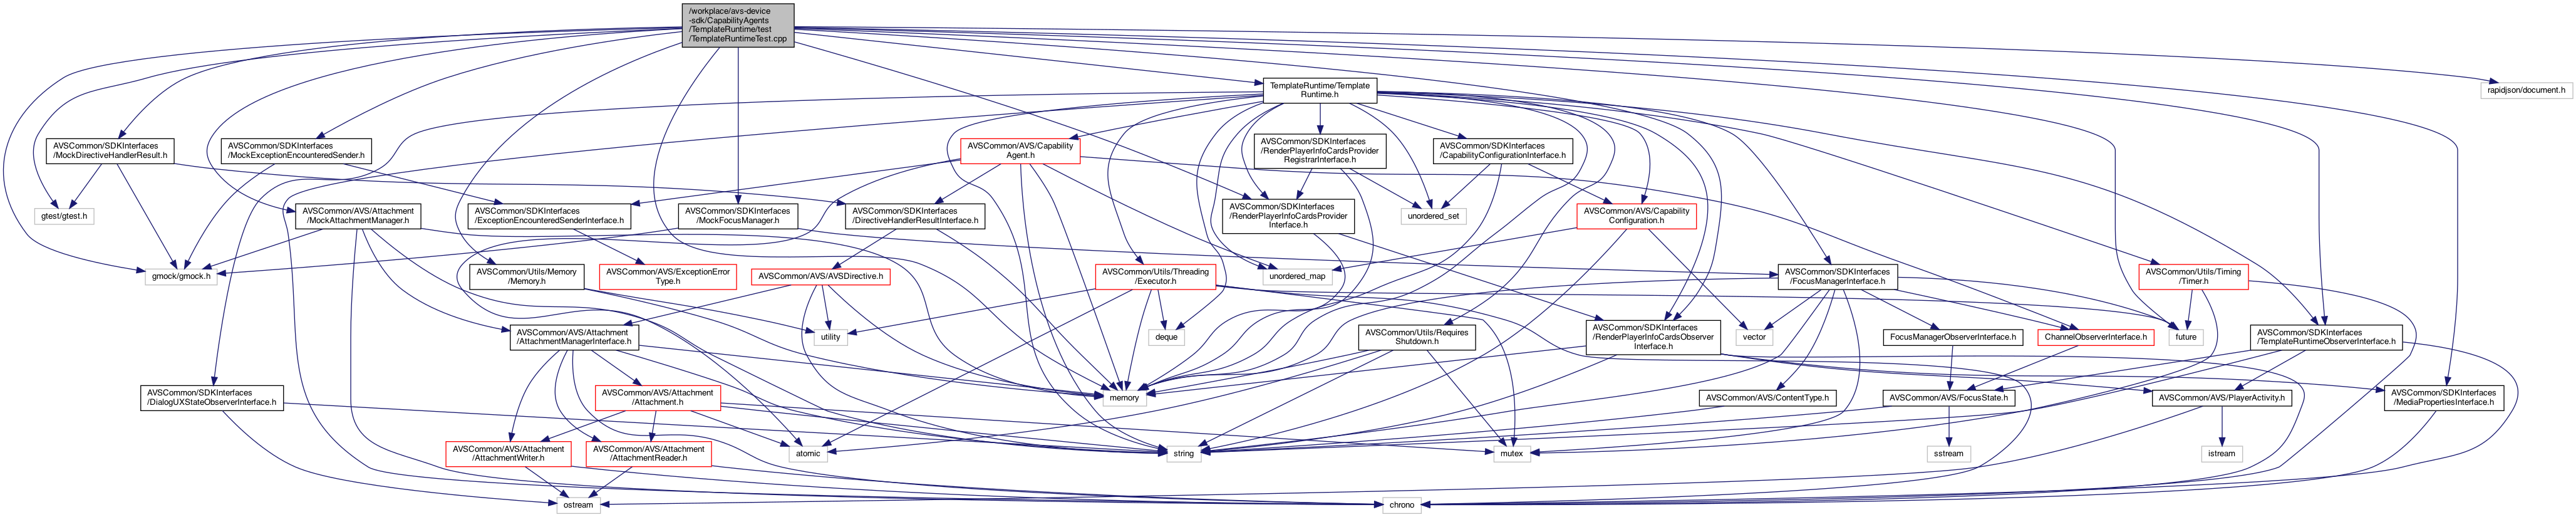 /workplace/avs-device
-sdk/CapabilityAgents
/TemplateRuntime/test
/TemplateRuntimeTest.cpp
TemplateRuntime/Template
Runtime.h
rapidjson/document.h
AVSCommon/SDKInterfaces
/MockDirectiveHandlerResult.h
AVSCommon/SDKInterfaces
/MockExceptionEncounteredSender.h
AVSCommon/AVS/Capability
Agent.h
AVSCommon/SDKInterfaces
/RenderPlayerInfoCardsProvider
RegistrarInterface.h
AVSCommon/SDKInterfaces
/CapabilityConfigurationInterface.h
gtest/gtest.h
AVSCommon/AVS/Attachment
/MockAttachmentManager.h
AVSCommon/SDKInterfaces
/ExceptionEncounteredSenderInterface.h
AVSCommon/SDKInterfaces
/MockFocusManager.h
AVSCommon/SDKInterfaces
/DirectiveHandlerResultInterface.h
AVSCommon/SDKInterfaces
/RenderPlayerInfoCardsProvider
Interface.h
unordered_set
AVSCommon/AVS/Capability
Configuration.h
gmock/gmock.h
AVSCommon/Utils/Memory
/Memory.h
AVSCommon/AVS/ExceptionError
Type.h
AVSCommon/AVS/AVSDirective.h
AVSCommon/Utils/Threading
/Executor.h
unordered_map
AVSCommon/SDKInterfaces
/FocusManagerInterface.h
AVSCommon/Utils/Timing
/Timer.h
AVSCommon/AVS/Attachment
/AttachmentManagerInterface.h
utility
deque
AVSCommon/Utils/Requires
Shutdown.h
AVSCommon/SDKInterfaces
/RenderPlayerInfoCardsObserver
Interface.h
vector
FocusManagerObserverInterface.h
ChannelObserverInterface.h
future
AVSCommon/SDKInterfaces
/TemplateRuntimeObserverInterface.h
AVSCommon/SDKInterfaces
/DialogUXStateObserverInterface.h
AVSCommon/AVS/Attachment
/Attachment.h
memory
AVSCommon/AVS/ContentType.h
AVSCommon/AVS/FocusState.h
AVSCommon/AVS/PlayerActivity.h
AVSCommon/SDKInterfaces
/MediaPropertiesInterface.h
AVSCommon/AVS/Attachment
/AttachmentWriter.h
AVSCommon/AVS/Attachment
/AttachmentReader.h
atomic
string
mutex
sstream
istream
ostream
chrono